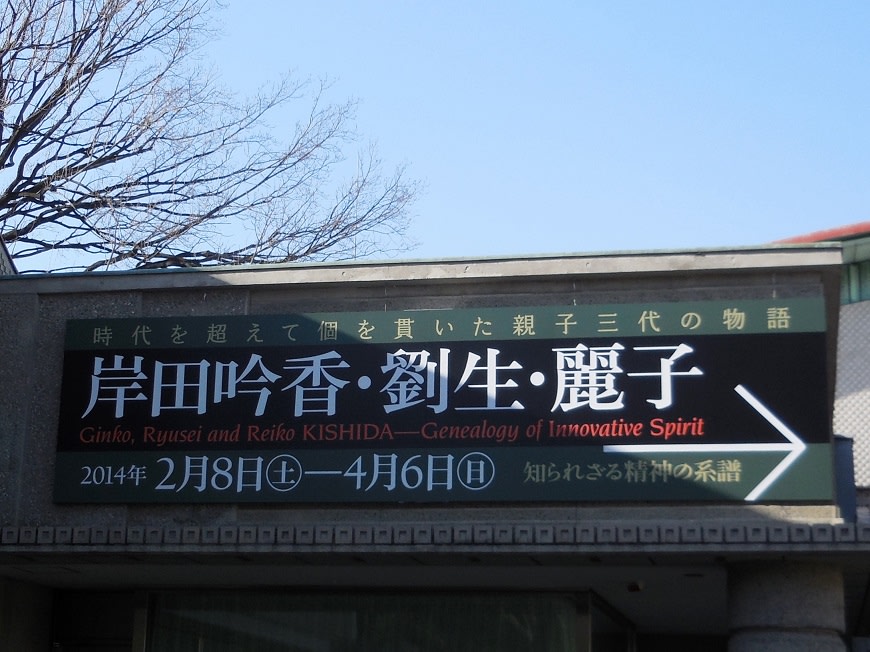 時代を超えて個を貫いた親子三代の物語
岸田吟香・劉生・麗子
Ginko, Ryusei and Reiko KISHIDA—Genealogy of Innovative Spirit
2014年 2月8日㊏—4月6日㊐ 知られざる精神の系譜